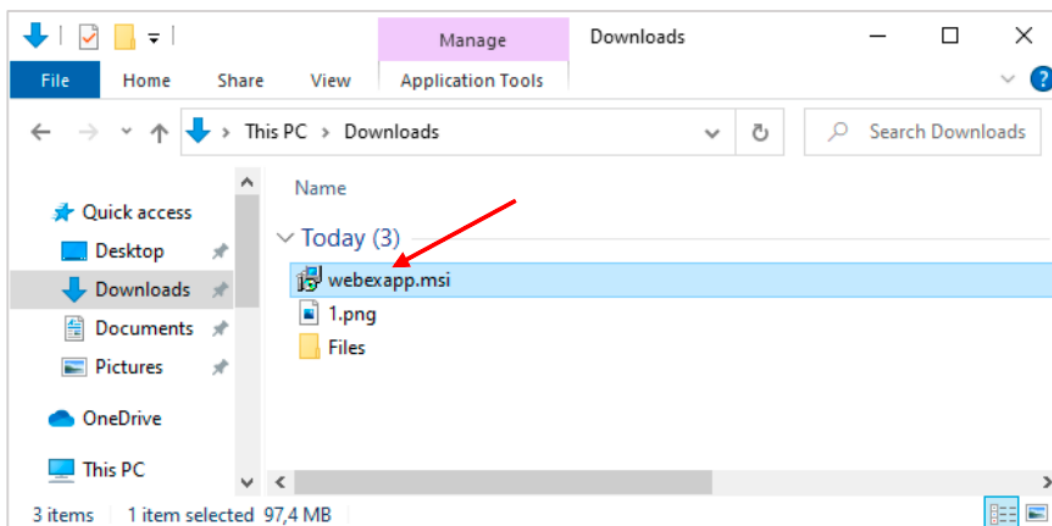 Manage
Downloads
File
Home
Share
View
Application Tools
?
This PC > Downloads
Search Downloads
Name
Quick access
Today (3)
Desktop
webexapp.msi
Downloads
1.png
Documents
Files
Pictures
OneDrive
This PC
3 items
1 item selected 97,4 MB